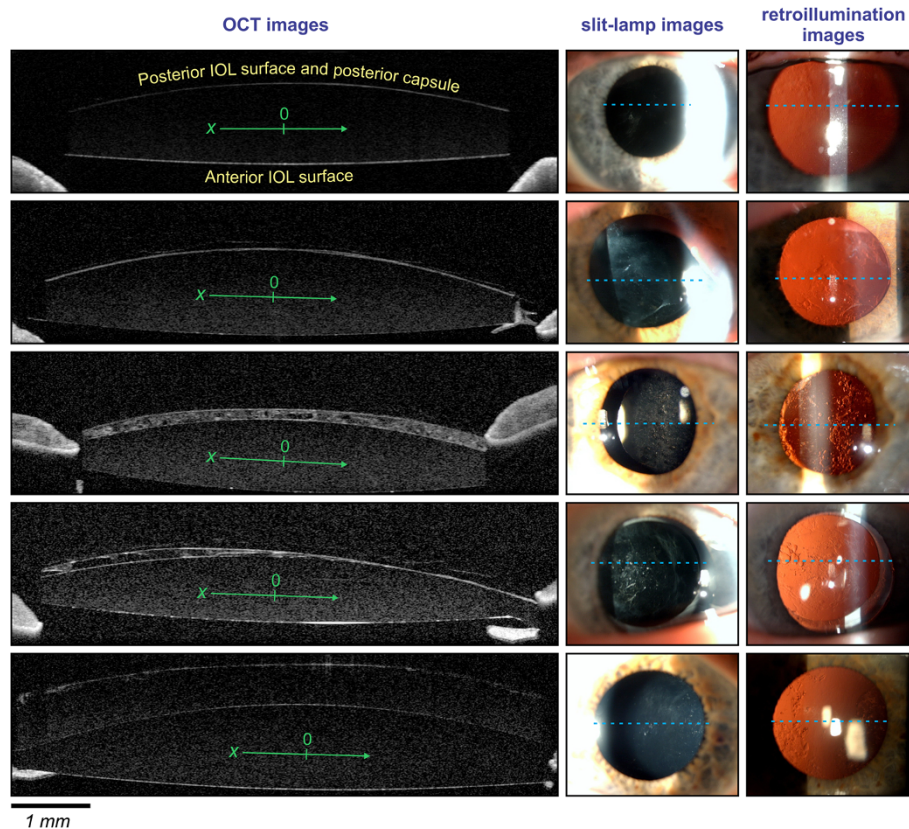 OCT images
slit-lamp images
retroillumination
images
Posterior IOL surface and posterior capsule
0
x
Anterior IOL surface
0
x
0
x
0
x
0
x
1 mm